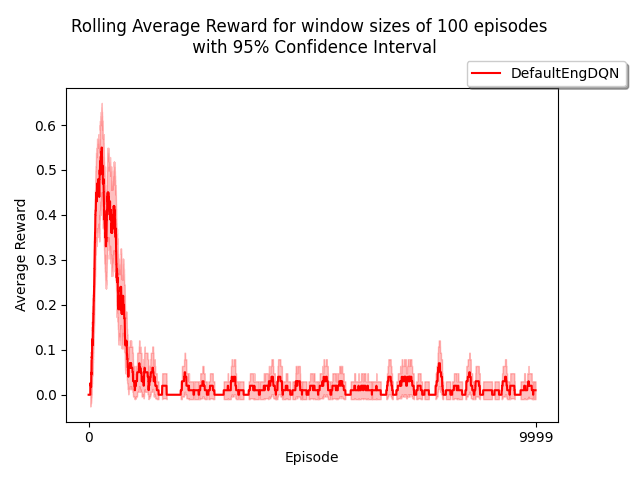 Rolling Average Reward for window sizes of 100 episodes
with 95% Confidence Interval
DefaultEngDQN
Average Reward
0.6
0.5
0.4
0.3
0.2
0.1
0.0
0
9999
Episode